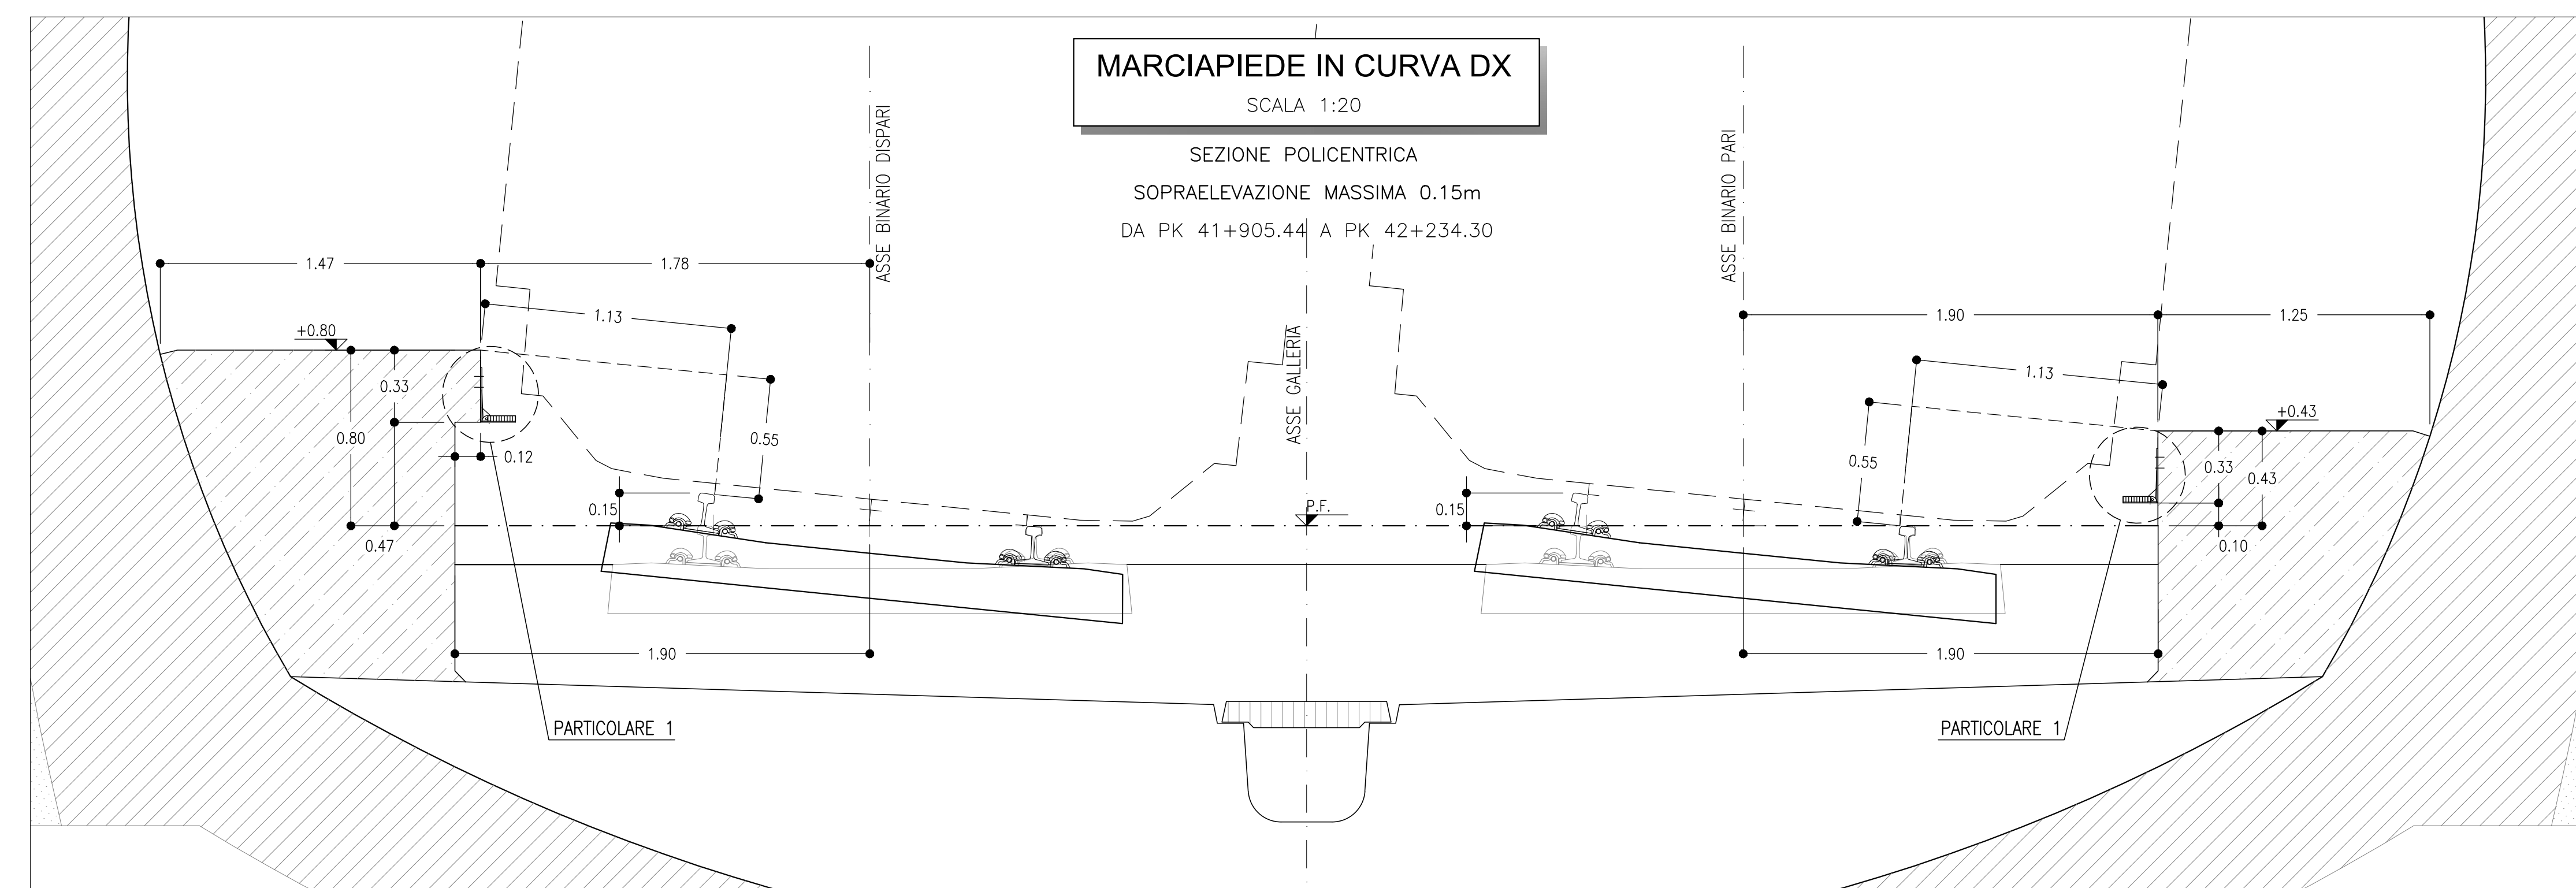 MARCIAPIEDE IN CURVA DX
SCALA 1:20
SEZIONE POLICENTRICA
SOPRAELEVAZIONE MASSIMA 0.15m
DA PK 41+905.44 A PK 42+234.30
ASSE BINARIO DISPARI
ASSE BINARIO PARI
ASSE GALLERIA
1.47
1.78
1.13
+0.80
0.33
0.80
0.55
0.12
0.15
0.47
1.90
PARTICOLARE 1
P.F.
0.15
1.90
1.25
1.13
+0.43
0.55
0.33
0.43
0.10
1.90
PARTICOLARE 1